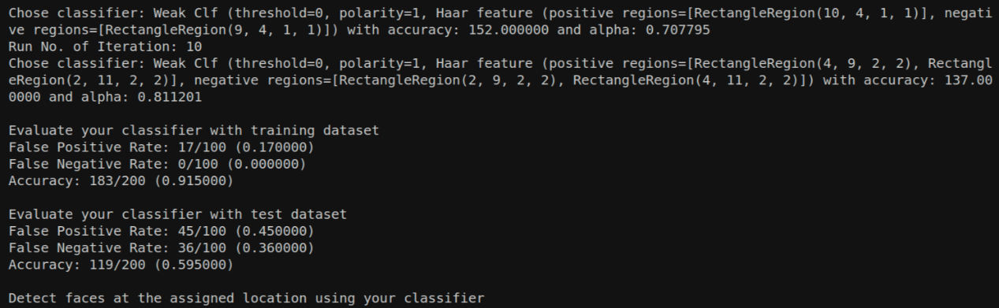 Chose classifier: Weak Clf (threshold=0, polarity=1, Haar feature (positive regions=[RectangleRegion(10, 4, 1, 1)], negati
ve regions=[RectangleRegion(9, 4, 1, 1)]) with accuracy: 152.000000 and alpha: 0.707795
Run No. of Iteration: 10
Chose classifier: Weak Clf (threshold=0, polarity=1, Haar feature (positive regions=[RectangleRegion(4, 9, 2, 2), Rectangl
eRegion(2, 11, 2, 2)], negative regions=[RectangleRegion(2, 9, 2, 2), RectangleRegion(4, 11, 2, 2)]) with accuracy: 137.00
0000 and alpha: 0.811201
Evaluate your classifier with training dataset
False Positive Rate: 17/100 (0.170000)
False Negative Rate: 0/100 (0.000000)
Accuracy: 183/200 (0.915000)
Evaluate your classifier with test dataset
False Positive Rate: 45/100 (0.450000)
False Negative Rate: 36/100 (0.360000)
Accuracy: 119/200 (0.595000)
Detect faces at the assigned location using your classifier